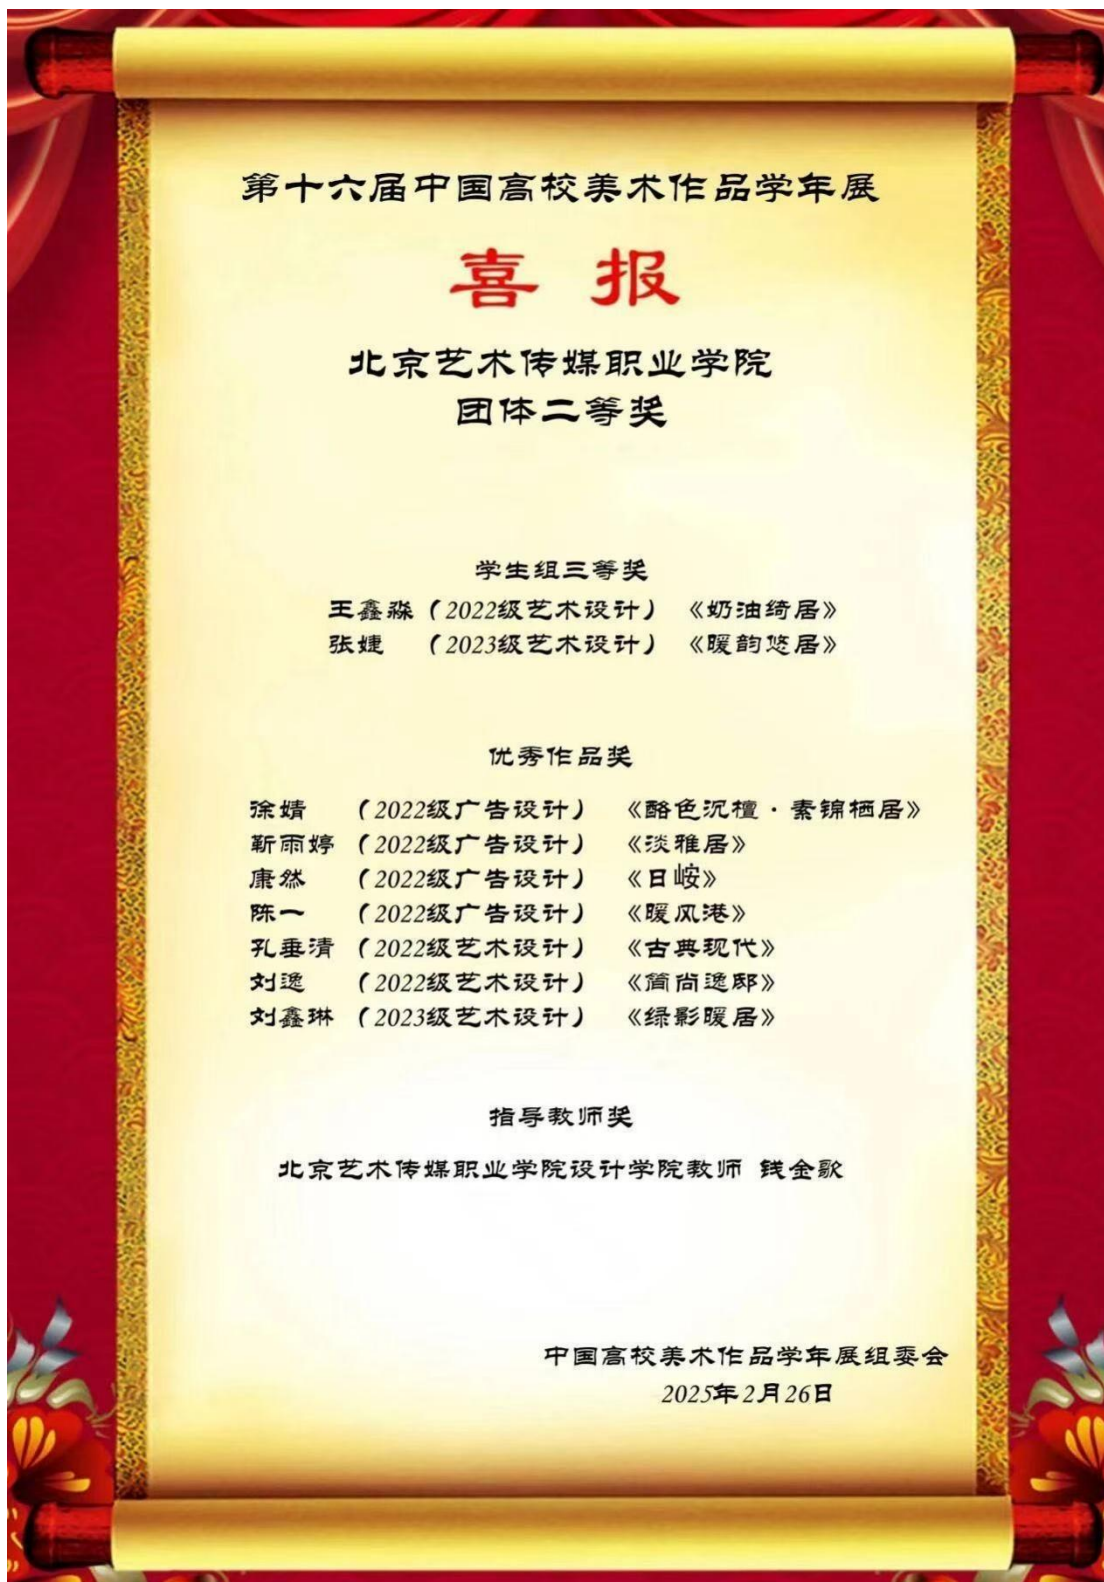 第十六届中国高校美术作品学年展
喜 报
北京艺术传媒职业学院
团体二等奖
学生组三等奖
王鑫淼（2022级艺术设计） 《奶油绮居》
张婕 （2023级艺术设计） 《暖韵悠居》
优秀作品奖
徐婧 （2022级广告设计） 《酪色沉檀·素锦栖居》
靳雨婷 （2022级广告设计） 《淡雅居》
康然 （2022级广告设计） 《日峖》
陈一 （2022级广告设计） 《暖风港》
孔垂清 （2022级艺术设计） 《古典现代》
刘逸 （2022级艺术设计） 《简尚逸邸》
刘鑫琳 （2023级艺术设计） 《绿影暖居》
指导教师奖
北京艺术传媒职业学院设计学院教师 钱金歌
中国高校美术作品学年展组委会
2025年2月26日